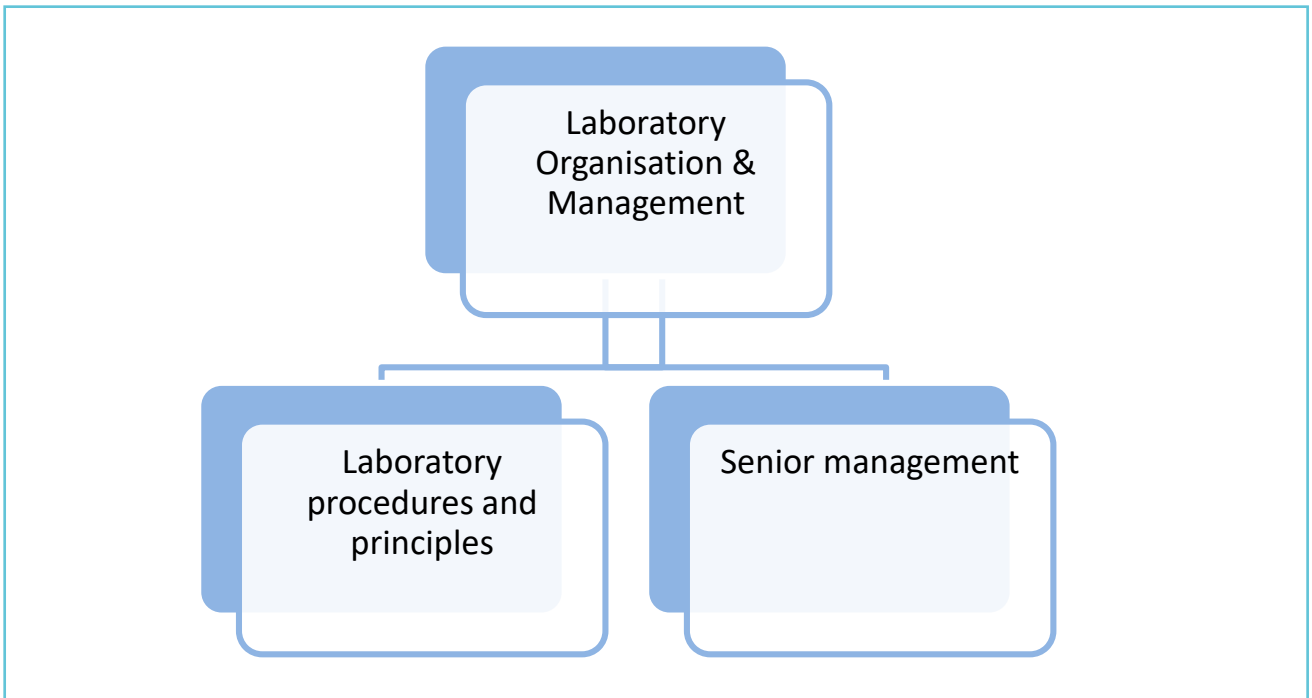 Laboratory
Organisation &
Management
Laboratory
procedures and
principles
Senior management